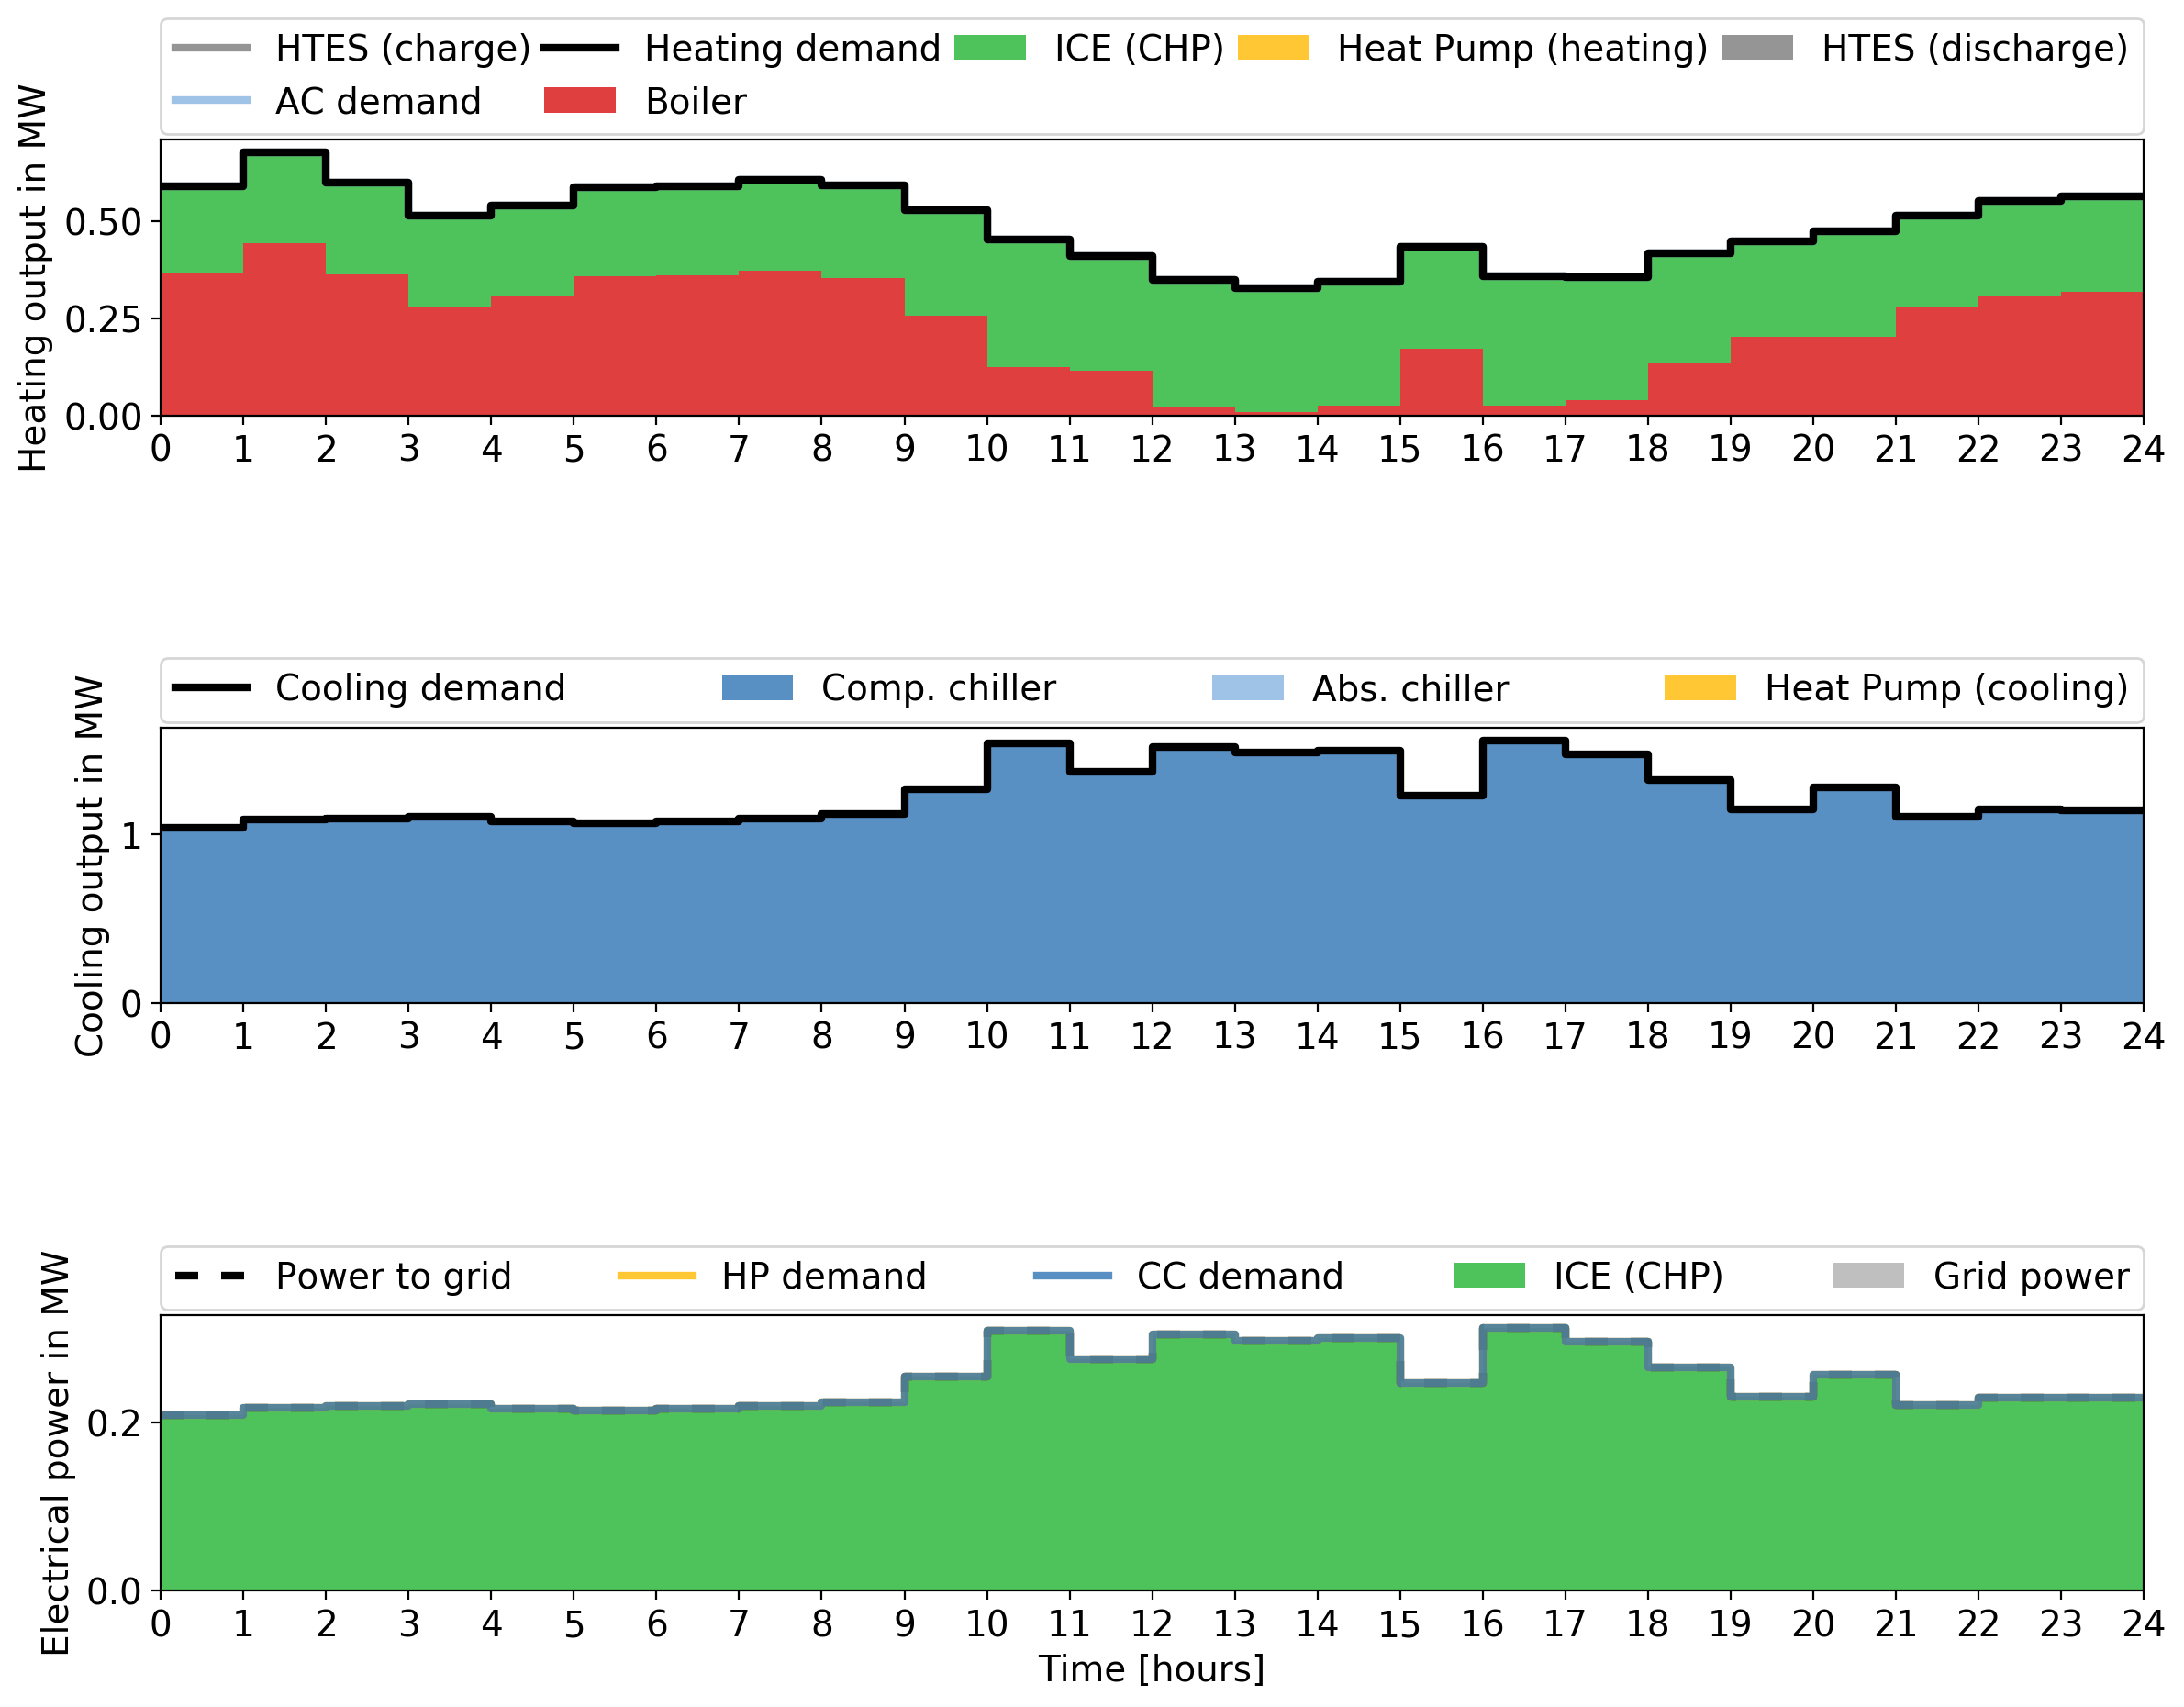 HTES (charge) Heating demand ICE (CHP) Heat Pump (heating) HTES (discharge)
AC demand Boiler
Heating output in MW
0.50
0.25
0.00
0 1 2 3 4 5 6 7 8 9 10 11 12 13 14 15 16 17 18 19 20 21 22 23 24
Cooling demand Comp. chiller Abs. chiller Heat Pump (cooling)
Cooling output in MW
1
0
0 1 2 3 4 5 6 7 8 9 10 11 12 13 14 15 16 17 18 19 20 21 22 23 24
Power to grid HP demand CC demand ICE (CHP) Grid power
Electrical power in MW
0.2
0.0
0 1 2 3 4 5 6 7 8 9 10 11 12 13 14 15 16 17 18 19 20 21 22 23 24
Time [hours]